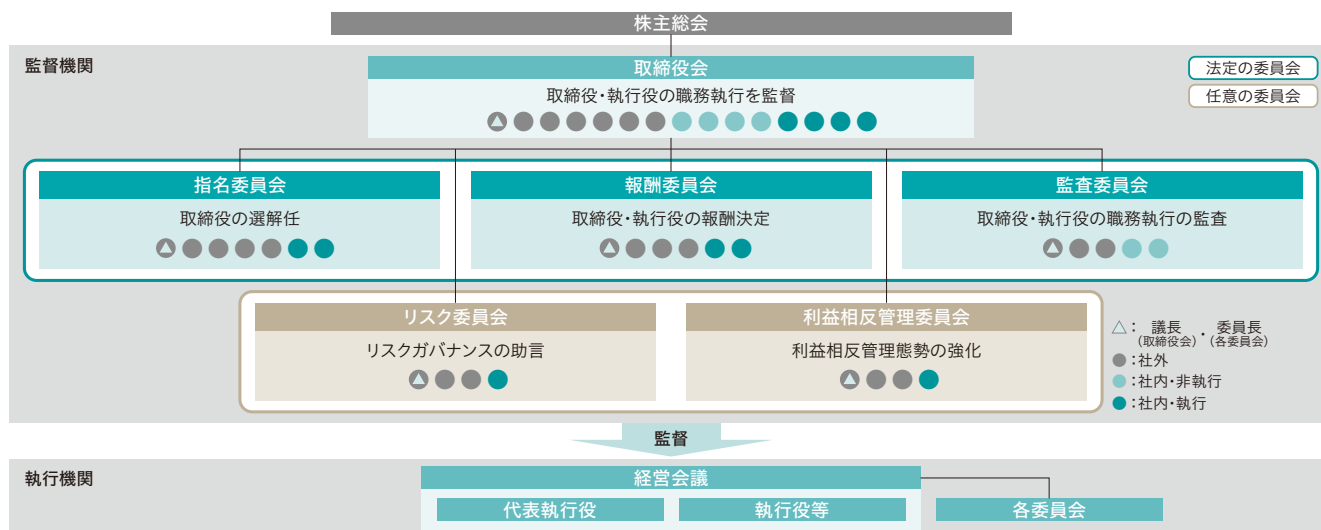 株主総会
監督機関
取締役会
取締役・執行役の職務執行を監督
法定の委員会
任意の委員会
指名委員会
取締役の選解任
報酬委員会
取締役・執行役の報酬決定
監査委員会
取締役・執行役の職務執行の監査
リスク委員会
リスクガバナンスの助言
利益相反管理委員会
利益相反管理態勢の強化
△：議長(取締役会)・委員長(各委員会)
●：社外
●：社内・非執行
●：社内・執行
監督
執行機関
経営会議
代表執行役
執行役等
各委員会